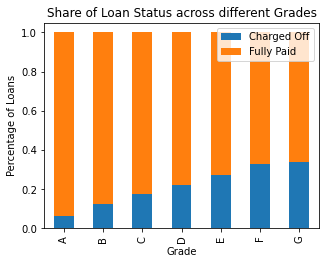 Share of Loan Status across different Grades
Charged Off
Fully Paid
Percentage of Loans
1.0
0.8
0.6
0.4
0.2
0.0
A B C D E F G
Grade